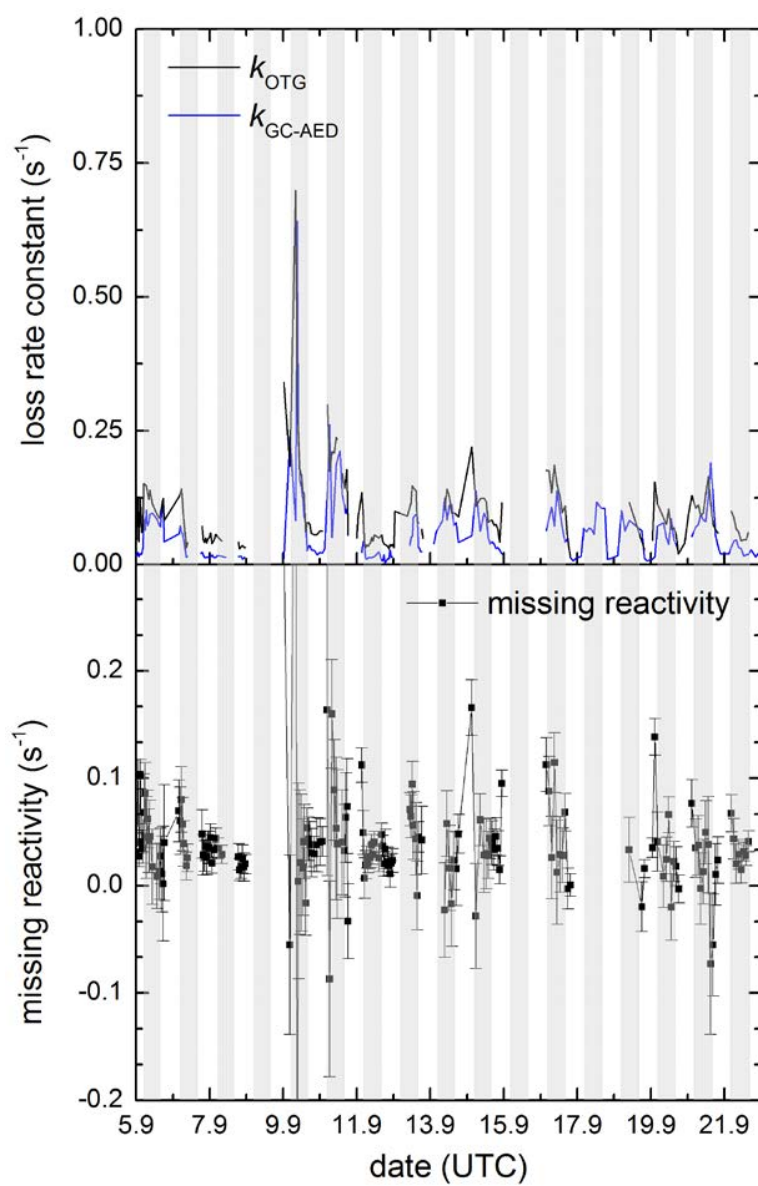 1.00
0.75
0.50
0.25
0.00
loss rate constant (s⁻¹)
k_OTG
k_GC-AED
missing reactivity
0.2
0.1
0.0
-0.1
-0.2
missing reactivity (s⁻¹)
5.9 7.9 9.9 11.9 13.9 15.9 17.9 19.9 21.9
date (UTC)